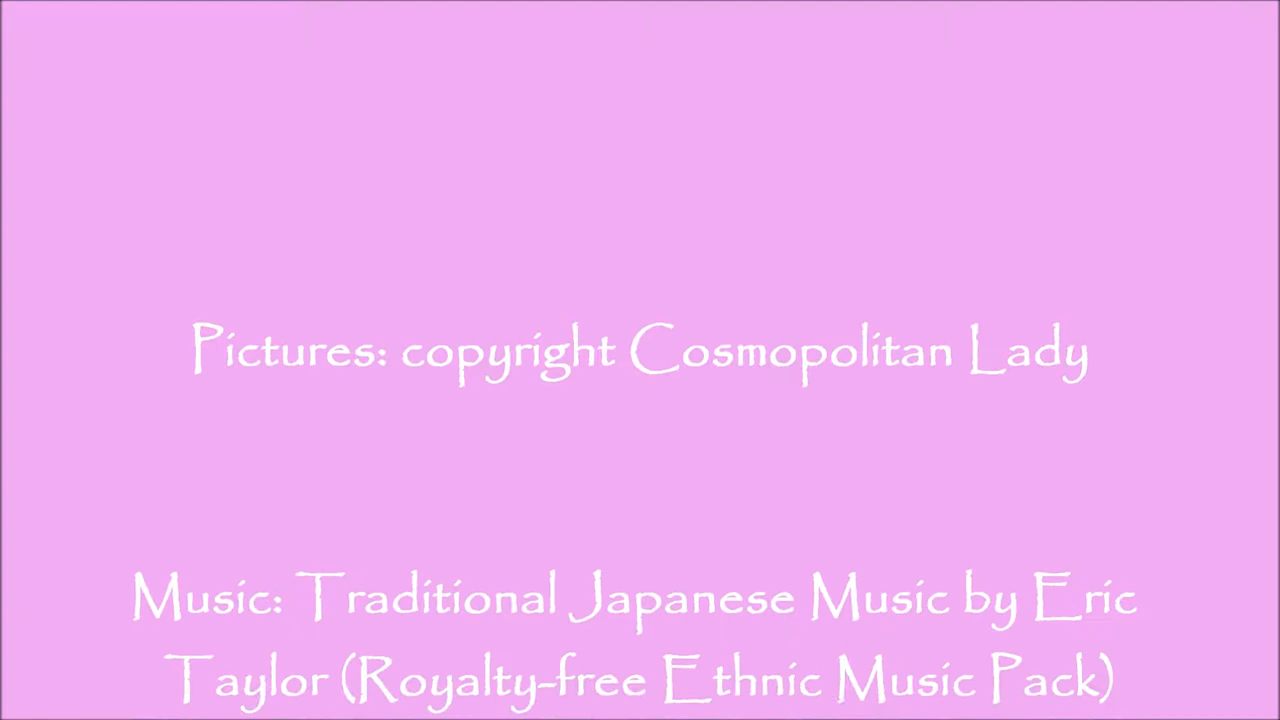 Pictures: copyright Cosmopolitan Lady
Music: Traditional Japanese Music by Eric
Taylor (Royalty-free Ethnic Music Pack)